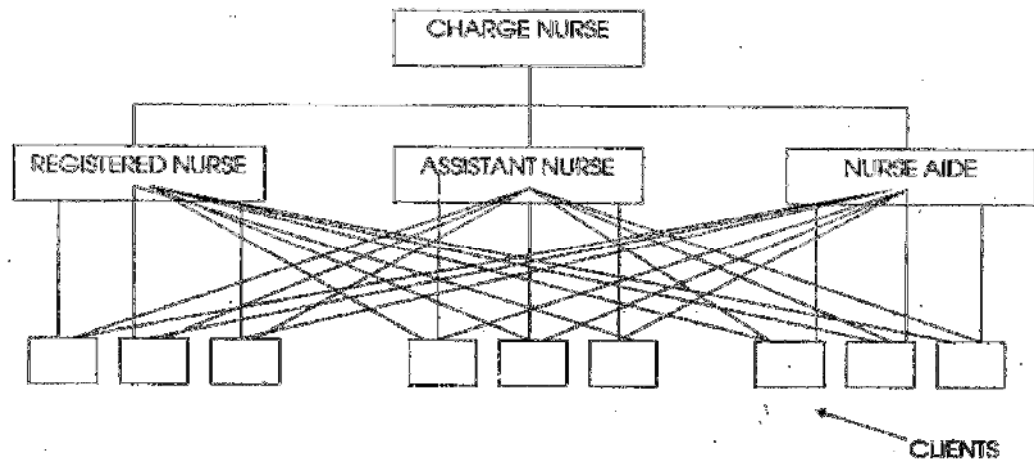 CHARGE NURSE
REGISTERED NURSE
ASSISTANT NURSE
NURSE AIDE
CLIENTS